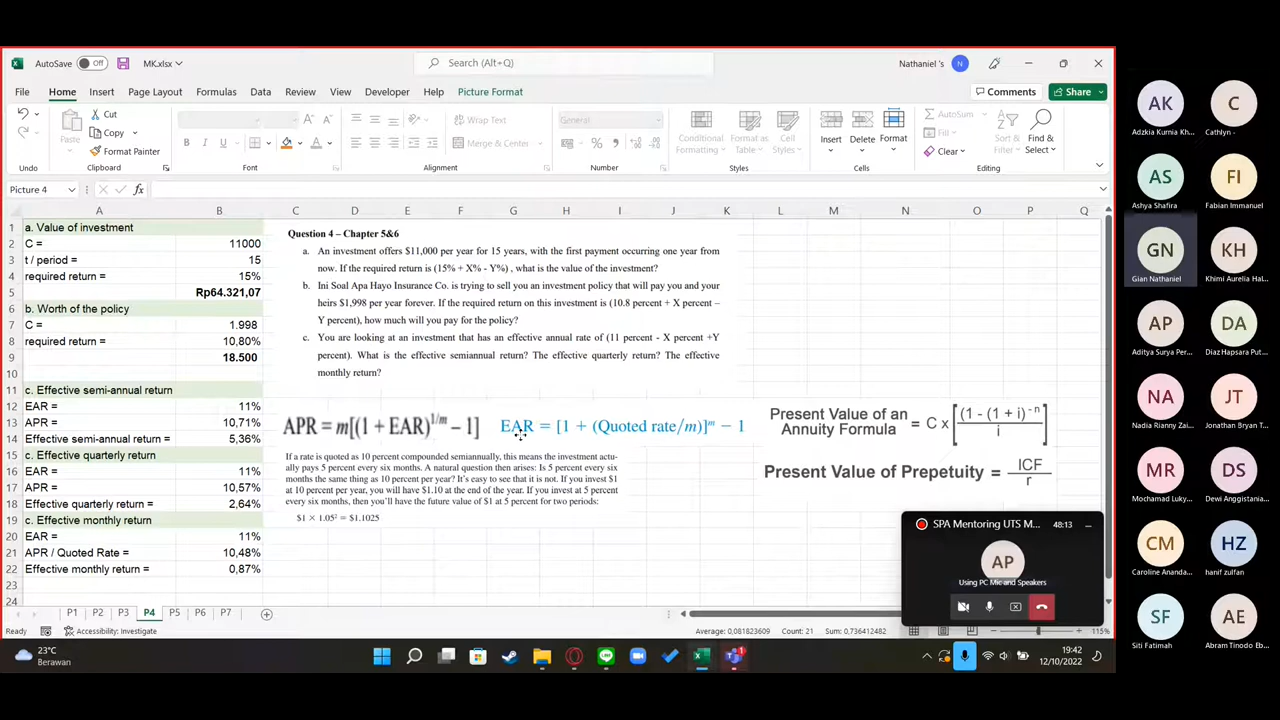 AutoSave Off MK.xlsx Search (Alt+Q) Nathaniel 's N
File Home Insert Page Layout Formulas Data Review View Developer Help Picture Format Comments Share
Cut
Copy
Paste Format Painter
Wrap Text
Merge & Center
General
Conditional Formatting Format as Table Cell Styles
Insert Delete Format
AutoSum
Fill
Clear
Sort & Filter Find & Select
Undo Clipboard Font Alignment Number Styles Cells Editing
Picture 4 fx
A B C D E F G H I J K L M N O P Q
1 a. Value of investment
2 C = 11000
3 t / period = 15
4 required return = 15%
5 Rp64.321,07
6 b. Worth of the policy
7 C = 1.998
8 required return = 10,80%
9 18.500
10
11 c. Effective semi-annual return
12 EAR = 11%
13 APR = 10,71%
14 Effective semi-annual return = 5,36%
15 c. Effective quarterly return
16 EAR = 11%
17 APR = 10,57%
18 Effective quarterly return = 2,64%
19 c. Effective monthly return
20 EAR = 11%
21 APR / Quoted Rate = 10,48%
22 Effective monthly return = 0,87%
23
24
Question 4 – Chapter 5&6
a. An investment offers $11,000 per year for 15 years, with the first payment occurring one year from
now. If the required return is (15% + X% - Y%) , what is the value of the investment?
b. Ini Soal Apa Hayo Insurance Co. is trying to sell you an investment policy that will pay you and your
heirs $1,998 per year forever. If the required return on this investment is (10.8 percent + X percent –
Y percent), how much will you pay for the policy?
c. You are looking at an investment that has an effective annual rate of (11 percent - X percent +Y
percent). What is the effective semiannual return? The effective quarterly return? The effective
monthly return?
APR = m[(1 + EAR)^1/m – 1]
EAR = [1 + (Quoted rate/m)]^m − 1
Present Value of an Annuity Formula = C x [(1 - (1 + i)^-n) / i]
Present Value of Prepetuity = ICF / r
If a rate is quoted as 10 percent compounded semiannually, this means the investment actu-
ally pays 5 percent every six months. A natural question then arises: Is 5 percent every six
months the same thing as 10 percent per year? It's easy to see that it is not. If you invest $1
at 10 percent per year, you will have $1.10 at the end of the year. If you invest at 5 percent
every six months, then you'll have the future value of $1 at 5 percent for two periods:
$1 × 1.05² = $1.1025
SPA Mentoring UTS M... 48:13
AP
Using PC Mic and Speakers
P1 P2 P3 P4 P5 P6 P7
Ready Accessibility: Investigate Average: 0,081823609 Count: 21 Sum: 0,736412482 115%
23°C
Berawan
19:42
12/10/2022
AK C
Adzkia Kurnia Kh... Cathlyn -
AS FI
Ashya Shafira Fabian Immanuel
GN KH
Gian Nathaniel Khimi Aurelia Hal...
AP DA
Aditya Surya Per... Diaz Hapsara Put...
NA JT
Nadia Rianny Zai... Jonathan Bryan T...
MR DS
Mochamad Luky... Dewi Anggistania...
CM HZ
Caroline Ananda... hanif zulfan
SF AE
Siti Fatimah Abram Tinodo Eb...